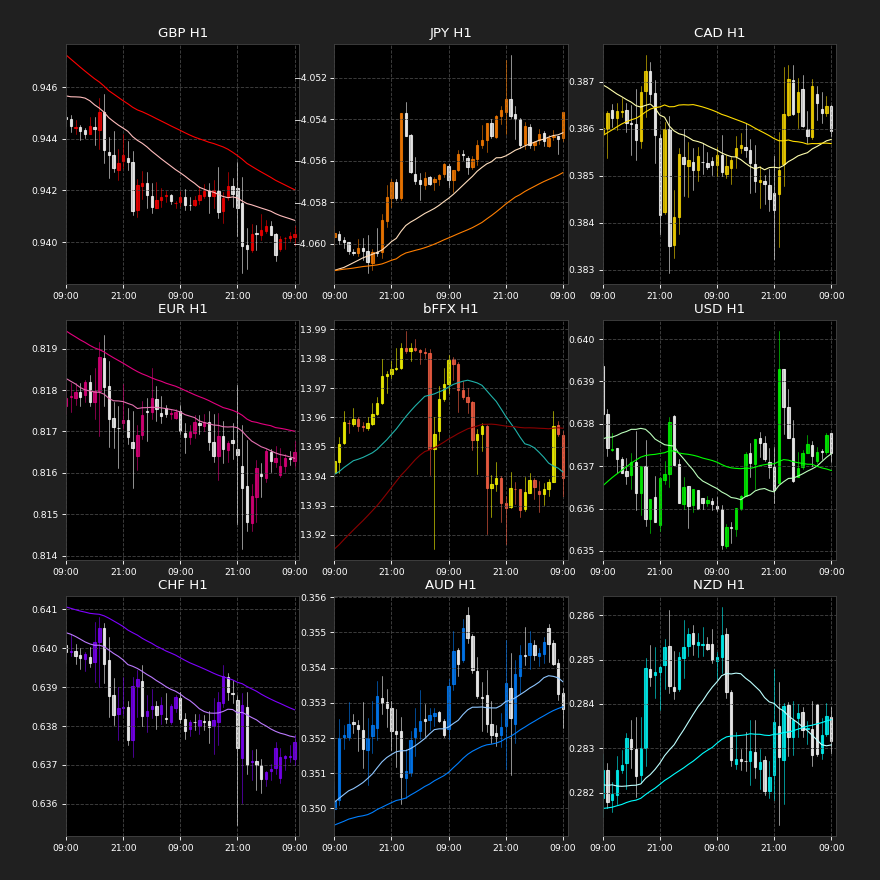 GBP H1
0.946
0.944
0.942
0.940
09:00 21:00 09:00 21:00 09:00
JPY H1
−4.052
−4.054
−4.056
−4.058
−4.060
09:00 21:00 09:00 21:00 09:00
CAD H1
0.387
0.386
0.385
0.384
0.383
09:00 21:00 09:00 21:00 09:00
EUR H1
0.819
0.818
0.817
0.816
0.815
0.814
09:00 21:00 09:00 21:00 09:00
bFFX H1
13.99
13.98
13.97
13.96
13.95
13.94
13.93
13.92
09:00 21:00 09:00 21:00 09:00
USD H1
0.640
0.639
0.638
0.637
0.636
0.635
09:00 21:00 09:00 21:00 09:00
CHF H1
0.641
0.640
0.639
0.638
0.637
0.636
09:00 21:00 09:00 21:00 09:00
AUD H1
0.356
0.355
0.354
0.353
0.352
0.351
0.350
09:00 21:00 09:00 21:00 09:00
NZD H1
0.286
0.285
0.284
0.283
0.282
09:00 21:00 09:00 21:00 09:00